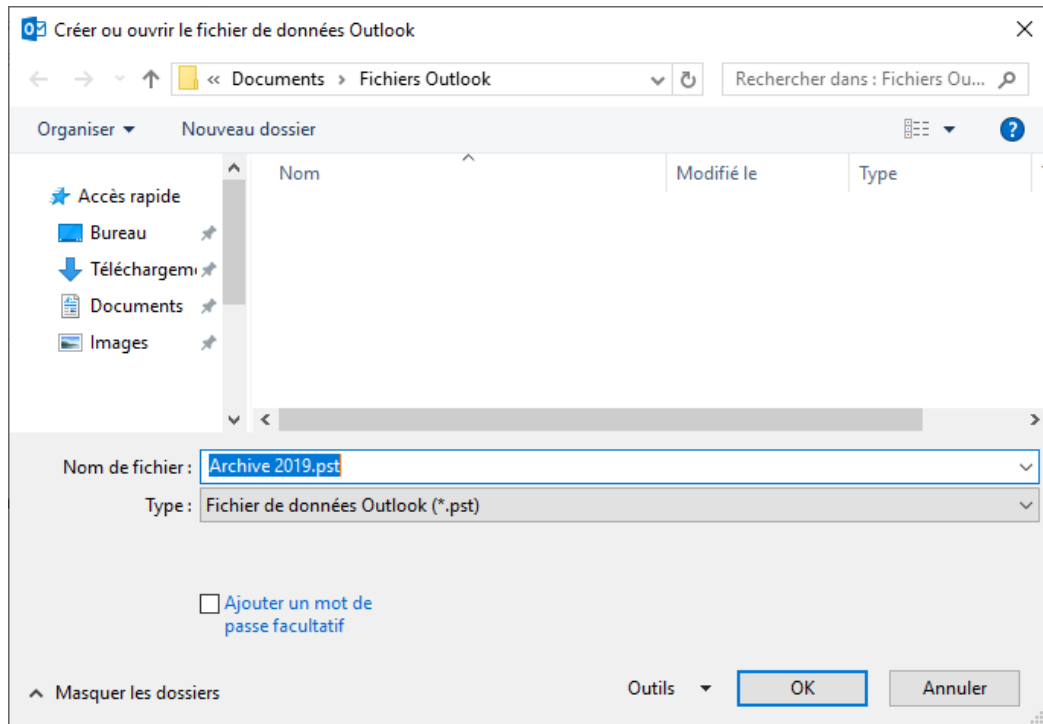 Créer ou ouvrir le fichier de données Outlook
« Documents › Fichiers Outlook
Rechercher dans : Fichiers Ou...
Organiser
Nouveau dossier
Nom
Modifié le
Type
Accès rapide
Bureau
Téléchargem
Documents
Images
Nom de fichier : Archive 2019.pst
Type : Fichier de données Outlook (*.pst)
Ajouter un mot de
passe facultatif
Masquer les dossiers
Outils
OK
Annuler